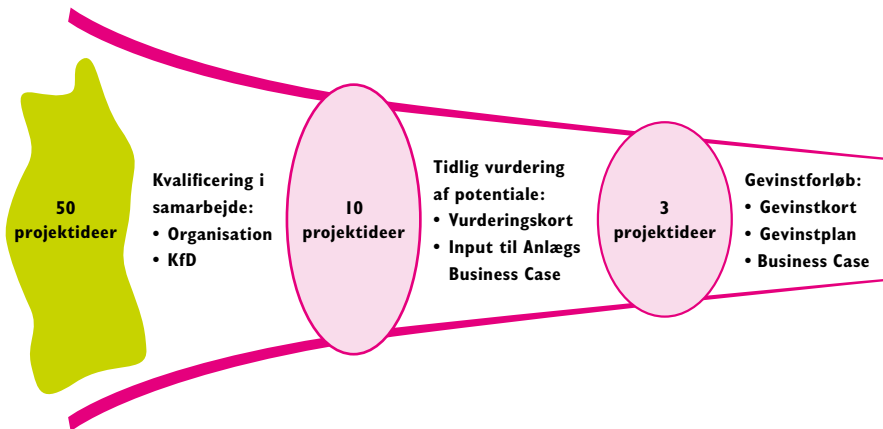 50
projektideer
Kvalificering i
samarbejde:
• Organisation
• KfD
10
projektideer
Tidlig vurdering
af potentiale:
• Vurderingskort
• Input til Anlægs
Business Case
3
projektideer
Gevinstforløb:
• Gevinstkort
• Gevinstplan
• Business Case